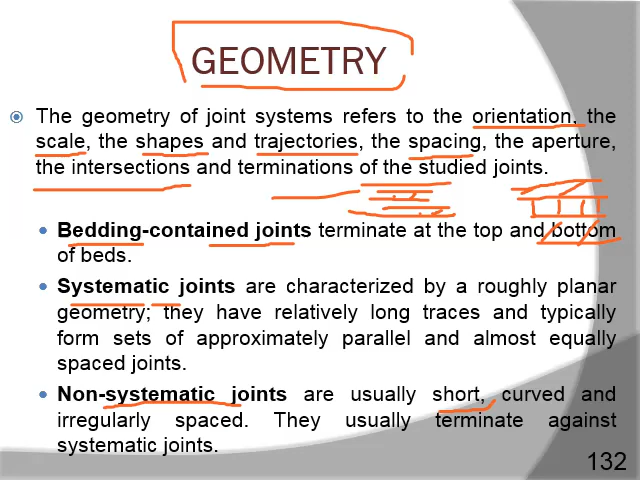 GEOMETRY
The geometry of joint systems refers to the orientation, the
scale, the shapes and trajectories, the spacing, the aperture,
the intersections and terminations of the studied joints.
Bedding-contained joints terminate at the top and bottom
of beds.
Systematic joints are characterized by a roughly planar
geometry; they have relatively long traces and typically
form sets of approximately parallel and almost equally
spaced joints.
Non-systematic joints are usually short, curved and
irregularly spaced. They usually terminate against
systematic joints.
132